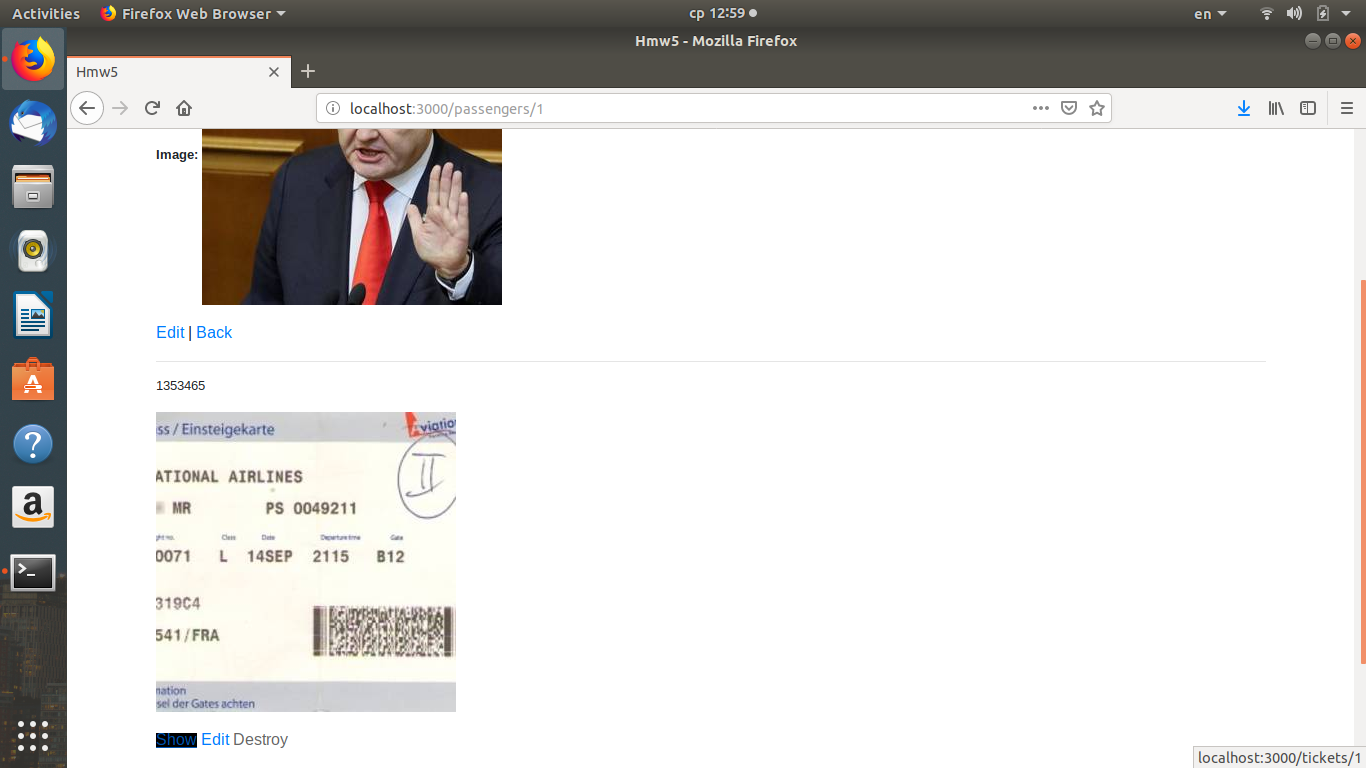 Activities Firefox Web Browser ср 12:59 en
Hmw5 - Mozilla Firefox
Hmw5
localhost:3000/passengers/1
Image:
Edit | Back
1353465
ss / Einsteigekarte
viatio
II
ATIONAL AIRLINES
MR PS 0049211
ght no. Class Date Departure time Gate
0071 L 14SEP 2115 B12
319C4
541/FRA
mation
sel der Gates achten
Show Edit Destroy
localhost:3000/tickets/1